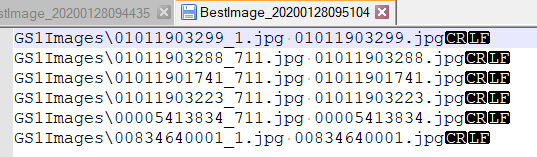 stImage_20200128094435
BestImage_20200128095104
GS1Images\01011903299_1.jpg 01011903299.jpgCRLF
GS1Images\01011903288_711.jpg 01011903288.jpgCRLF
GS1Images\01011901741_711.jpg 01011901741.jpgCRLF
GS1Images\01011903223_711.jpg 01011903223.jpgCRLF
GS1Images\00005413834_711.jpg 00005413834.jpgCRLF
GS1Images\00834640001_1.jpg 00834640001.jpgCRLF